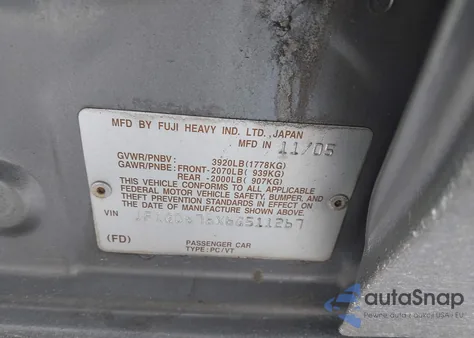 MFD BY FUJI HEAVY IND. LTD., JAPAN
MFD IN 11/05
GVWR/PNBV: 3920LB(1778KG)
GAWR/PNBE: FRONT-2070LB( 939KG)
REAR -2000LB( 907KG)
THIS VEHICLE CONFORMS TO ALL APPLICABLE
FEDERAL MOTOR VEHICLE SAFETY, BUMPER, AND
THEFT PREVENTION STANDARDS IN EFFECT ON
THE DATE OF MANUFACTURE SHOWN ABOVE.
VIN
(FD) PASSENGER CAR
TYPE: PC/VT
autoSnap